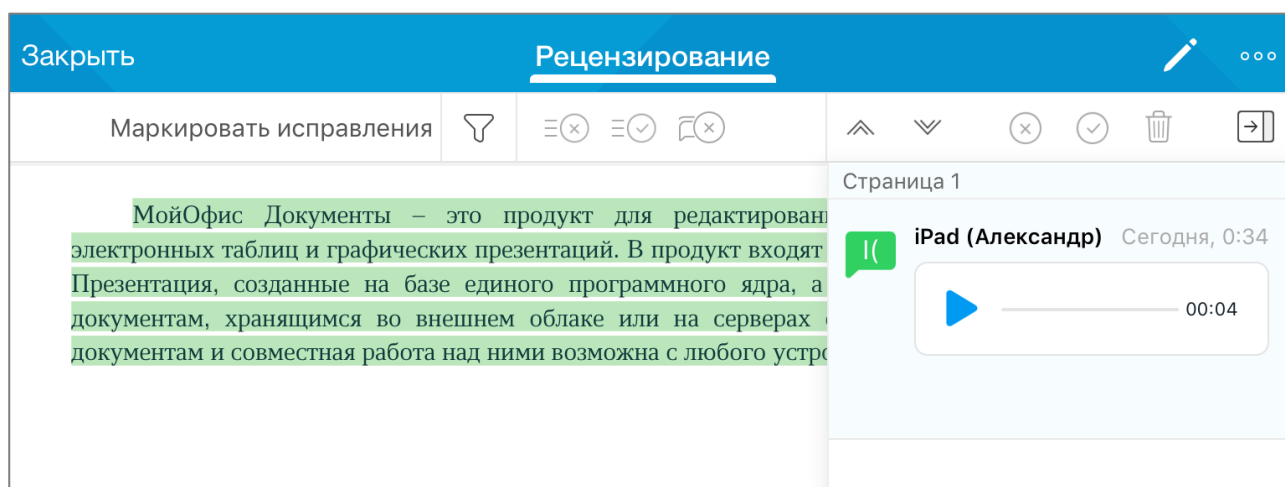 Закрыть
Рецензирование
Маркировать исправления
Страница 1
МойОфис Документы – это продукт для
электронных таблиц и графических презентаций. В продукт входят
Презентация, созданные на базе единого программного ядра, а
документам, хранящимся во внешнем облаке или на серверах
документам и совместная работа над ними возможна с любого
I(
iPad (Александр) Сегодня, 0:34
00:04